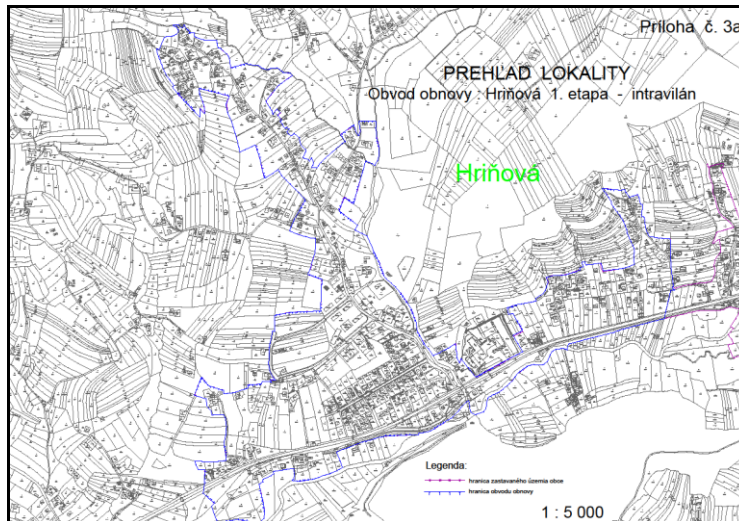 Príloha č. 3a
PREHĽAD LOKALITY
Obvod obnovy : Hriňová 1. etapa - intravilán
Hriňová
Legenda:
hranica zastavaného územia obce
hranica obvodu obnovy
1 : 5 000